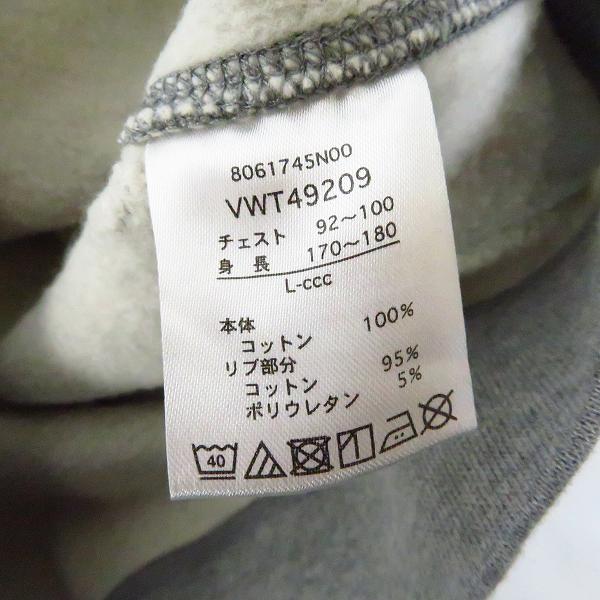 8061745N00
VWT49209
チェスト 92～100
身長 170～180
L-ccc
本体
コットン 100%
リブ部分
コットン 95%
ポリウレタン 5%
40